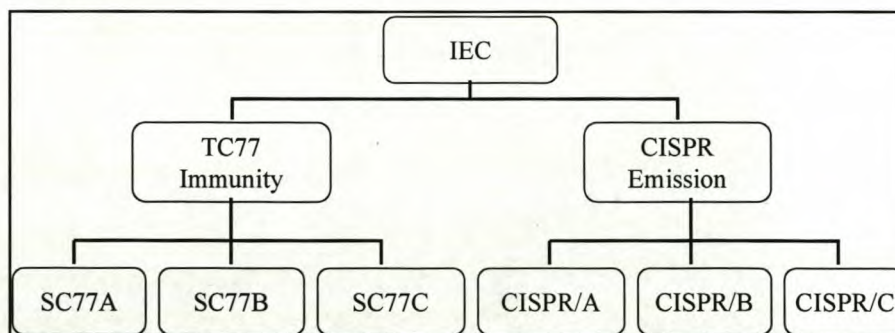 IEC
TC77
Immunity
CISPR
Emission
SC77A
SC77B
SC77C
CISPR/A
CISPR/B
CISPR/C